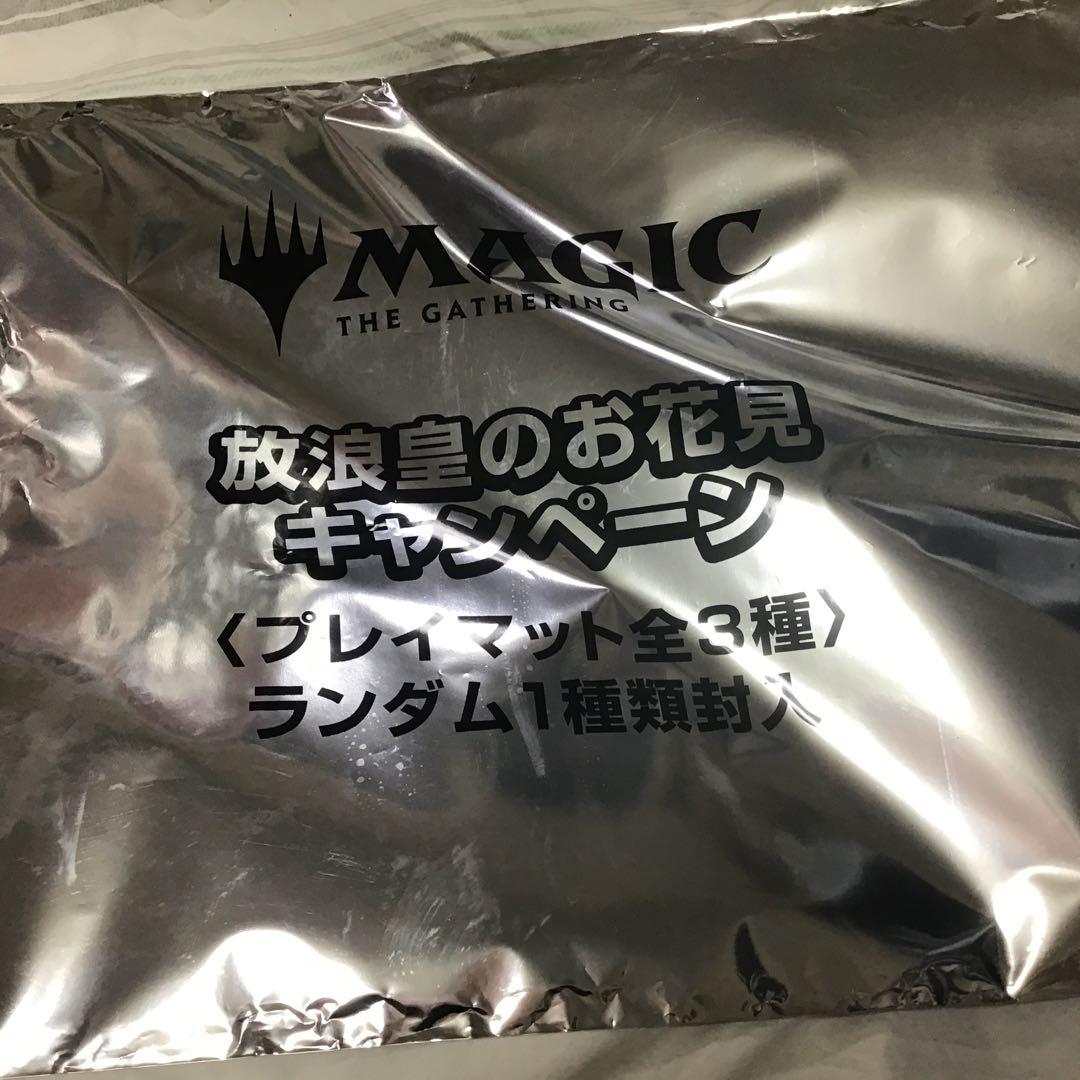 MAGIC
THE GATHERING
放浪皇のお花見
キャンペーン
〈プレイマット全3種〉
ランダム1種類封入